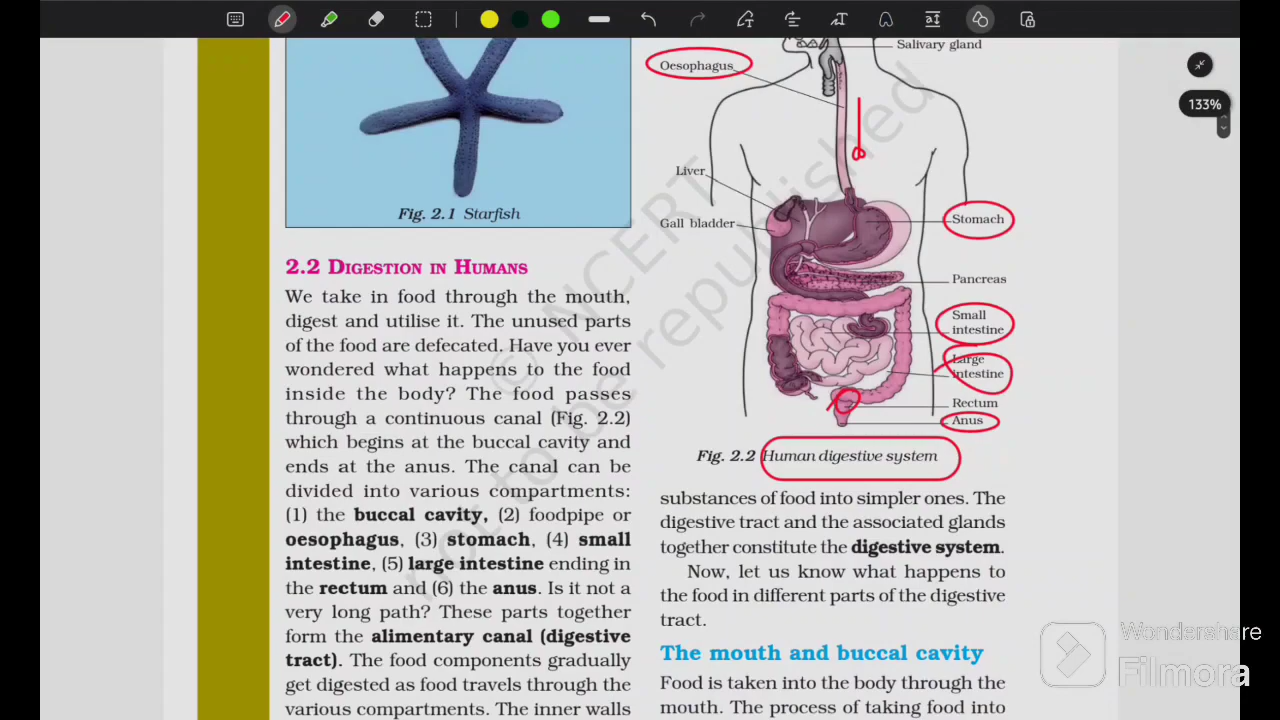 133%
Fig. 2.1 Starfish
2.2 DIGESTION IN HUMANS
We take in food through the mouth,
digest and utilise it. The unused parts
of the food are defecated. Have you ever
wondered what happens to the food
inside the body? The food passes
through a continuous canal (Fig. 2.2)
which begins at the buccal cavity and
ends at the anus. The canal can be
divided into various compartments:
(1) the buccal cavity, (2) foodpipe or
oesophagus, (3) stomach, (4) small
intestine, (5) large intestine ending in
the rectum and (6) the anus. Is it not a
very long path? These parts together
form the alimentary canal (digestive
tract). The food components gradually
get digested as food travels through the
various compartments. The inner walls
Salivary gland
Oesophagus
Liver
Gall bladder
Stomach
Pancreas
Small
intestine
Large
intestine
Rectum
Anus
Fig. 2.2 Human digestive system
substances of food into simpler ones. The
digestive tract and the associated glands
together constitute the digestive system.
Now, let us know what happens to
the food in different parts of the digestive
tract.
The mouth and buccal cavity
Food is taken into the body through the
mouth. The process of taking food into
© NCERT
not to be republished
Wondershare
Filmora